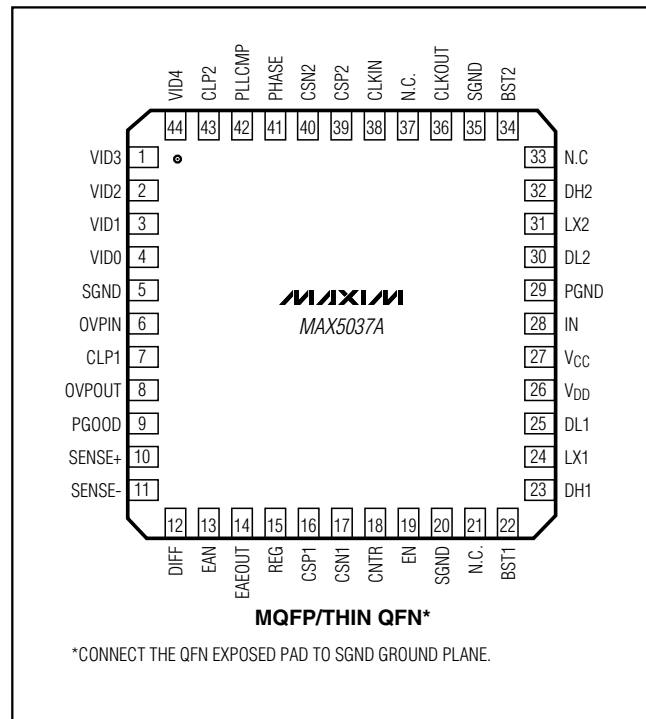 VID4 CLP2 PLLCMP PHASE CSN2 CSP2 CLKIN N.C. CLKOUT SGND BST2
44 43 42 41 40 39 38 37 36 35 34
VID3 1 33 N.C
VID2 2 32 DH2
VID1 3 31 LX2
VID0 4 30 DL2
SGND 5 29 PGND
OVPIN 6 28 IN
CLP1 7 27 VCC
OVPOUT 8 26 VDD
PGOOD 9 25 DL1
SENSE+ 10 24 LX1
SENSE- 11 23 DH1
MAXIM
MAX5037A
12 13 14 15 16 17 18 19 20 21 22
DIFF EAN EAEOUT REG CSP1 CSN1 CNTR EN SGND N.C. BST1
MQFP/THIN QFN*
*CONNECT THE QFN EXPOSED PAD TO SGND GROUND PLANE.